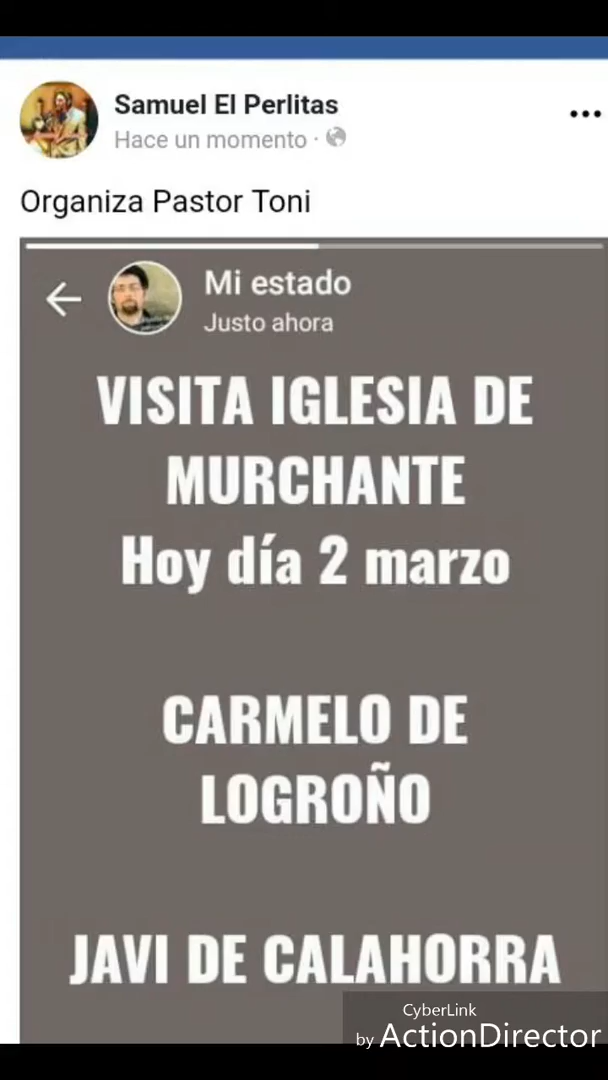 Samuel El Perlitas
Hace un momento ·
Organiza Pastor Toni
Mi estado
Justo ahora
VISITA IGLESIA DE
MURCHANTE
Hoy día 2 marzo
CARMELO DE
LOGROÑO
JAVI DE CALAHORRA
CyberLink
by ActionDirector